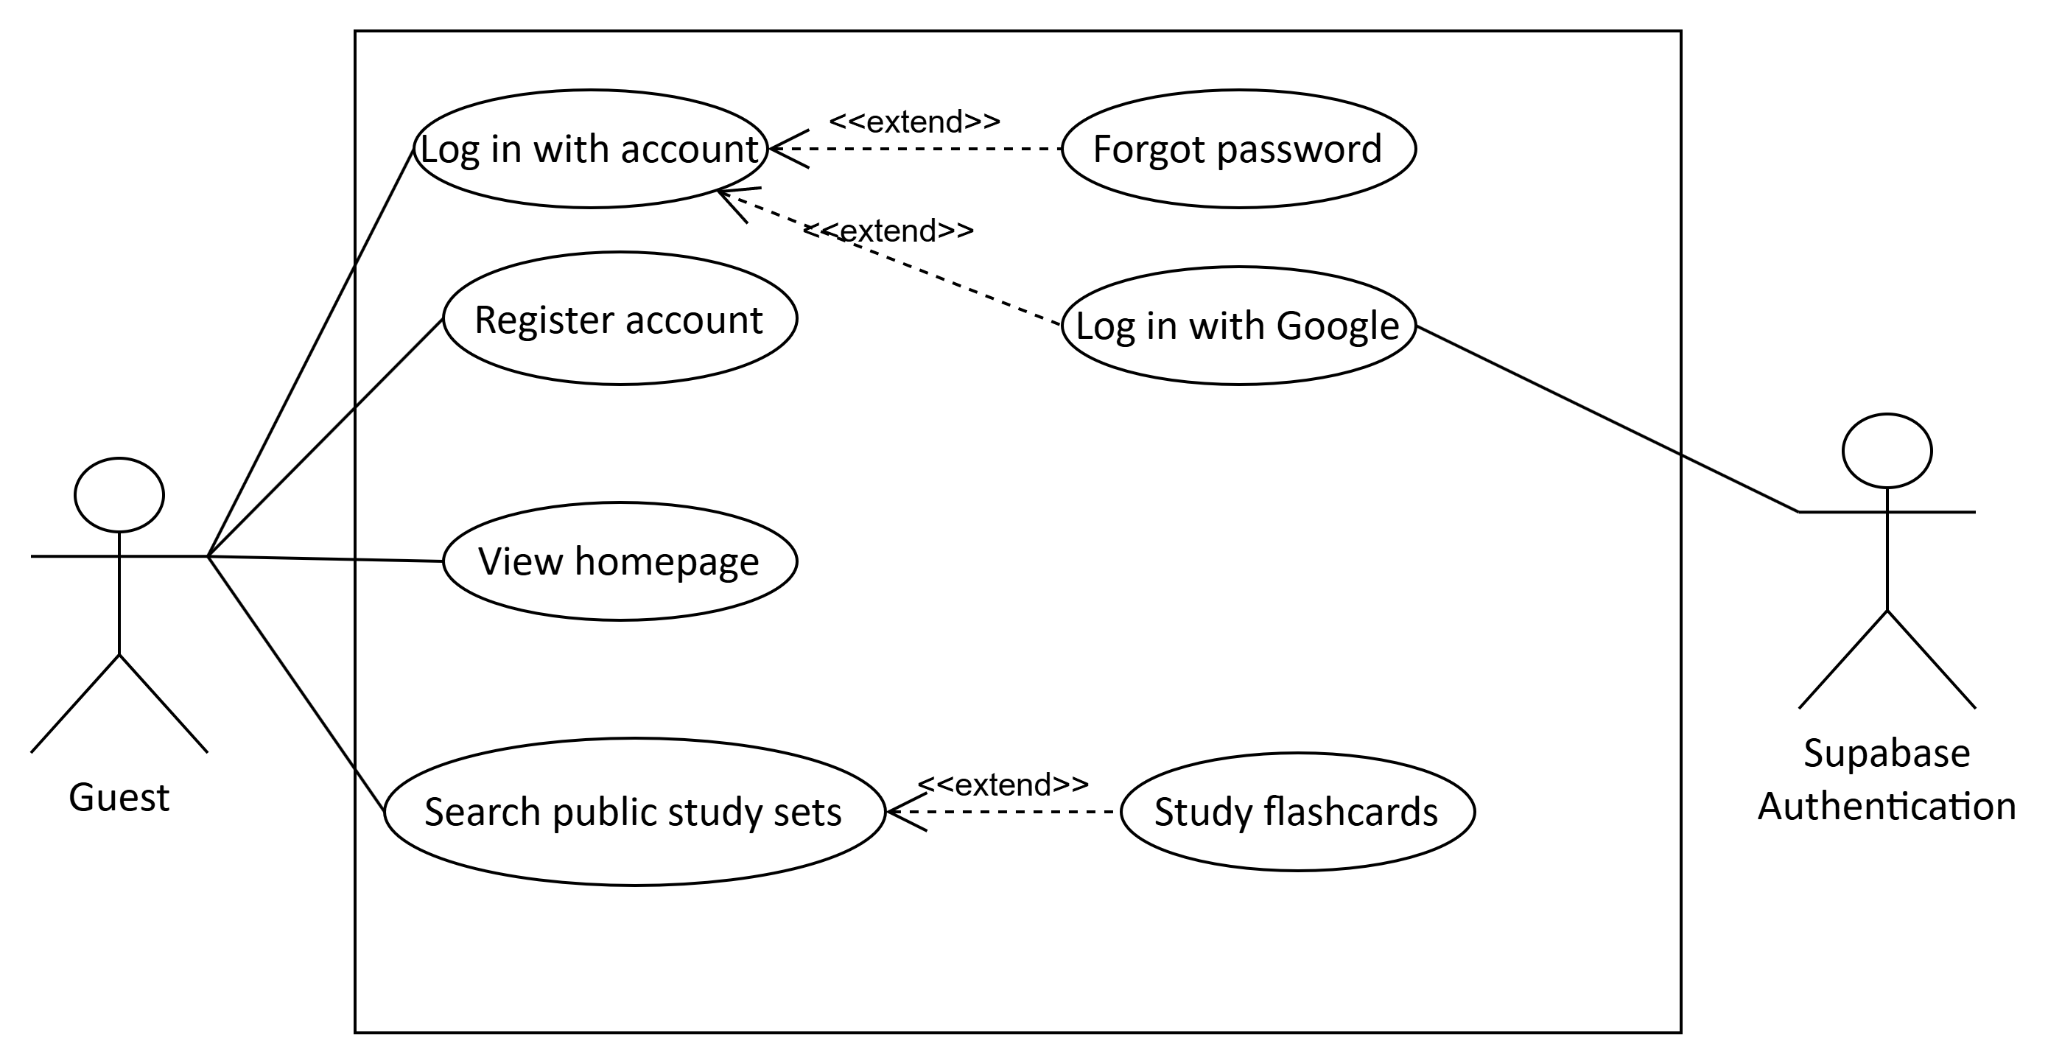 Log in with account
<<extend>>
Forgot password
<<extend>>
Register account
Log in with Google
View homepage
Guest
Search public study sets
<<extend>>
Study flashcards
Supabase
Authentication